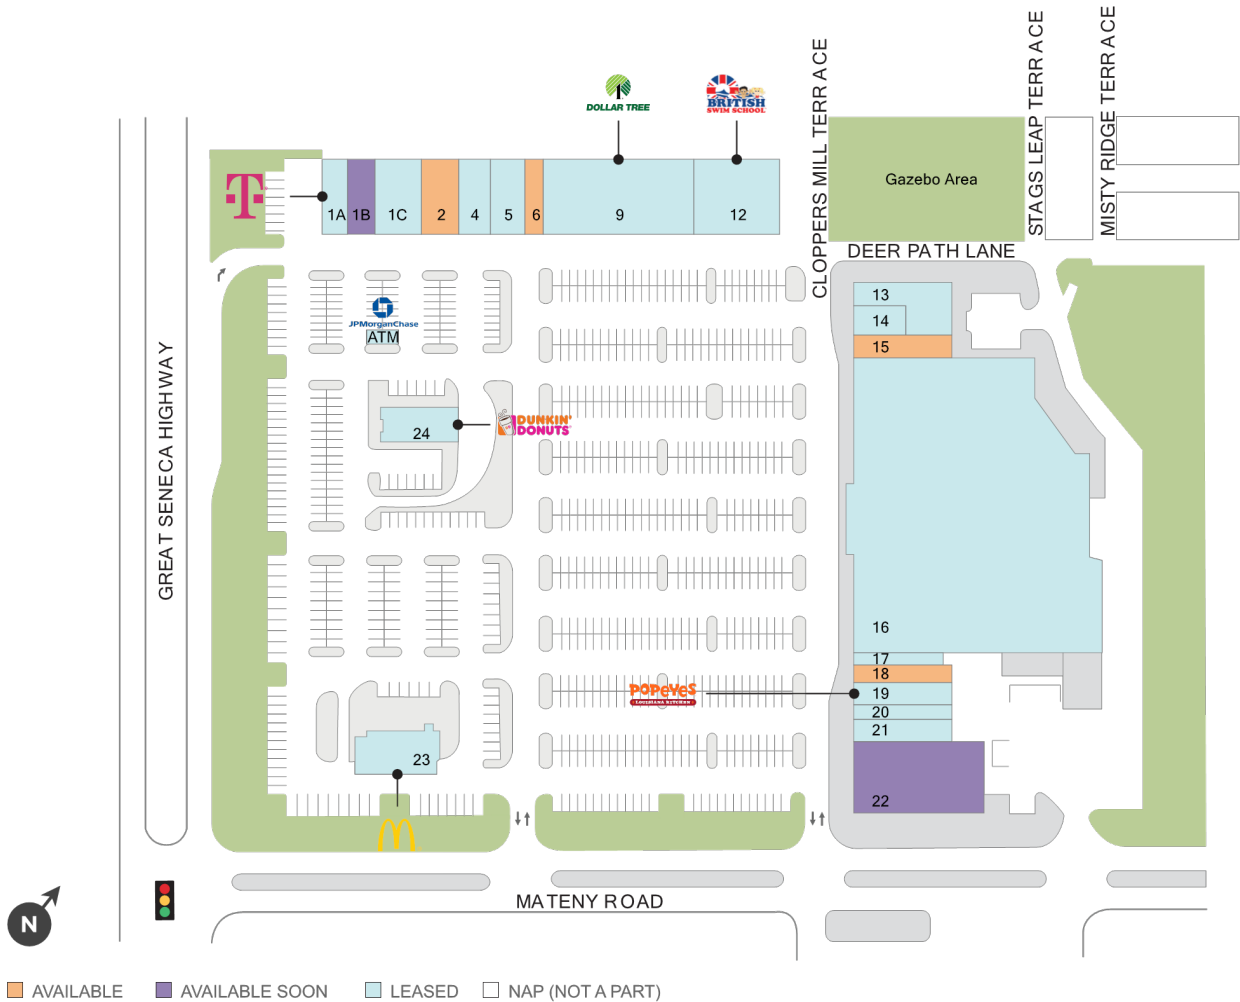 DOLLAR TREE
BRITISH
SWIM SCHOOL
CLOPPERS MILL TERRACE
STAGS LEAP TERRACE
MISTY RIDGE TERRACE
Gazebo Area
T
1A
1B
1C
2
4
5
6
9
12
DEER PATH LANE
JPMorganChase
ATM
13
14
15
GREAT SENECA HIGHWAY
24
DUNKIN'
DONUTS
16
17
18
POPEYES
LOUISIANA KITCHEN
19
20
21
23
22
MATENY ROAD
N
AVAILABLE
AVAILABLE SOON
LEASED
NAP (NOT A PART)